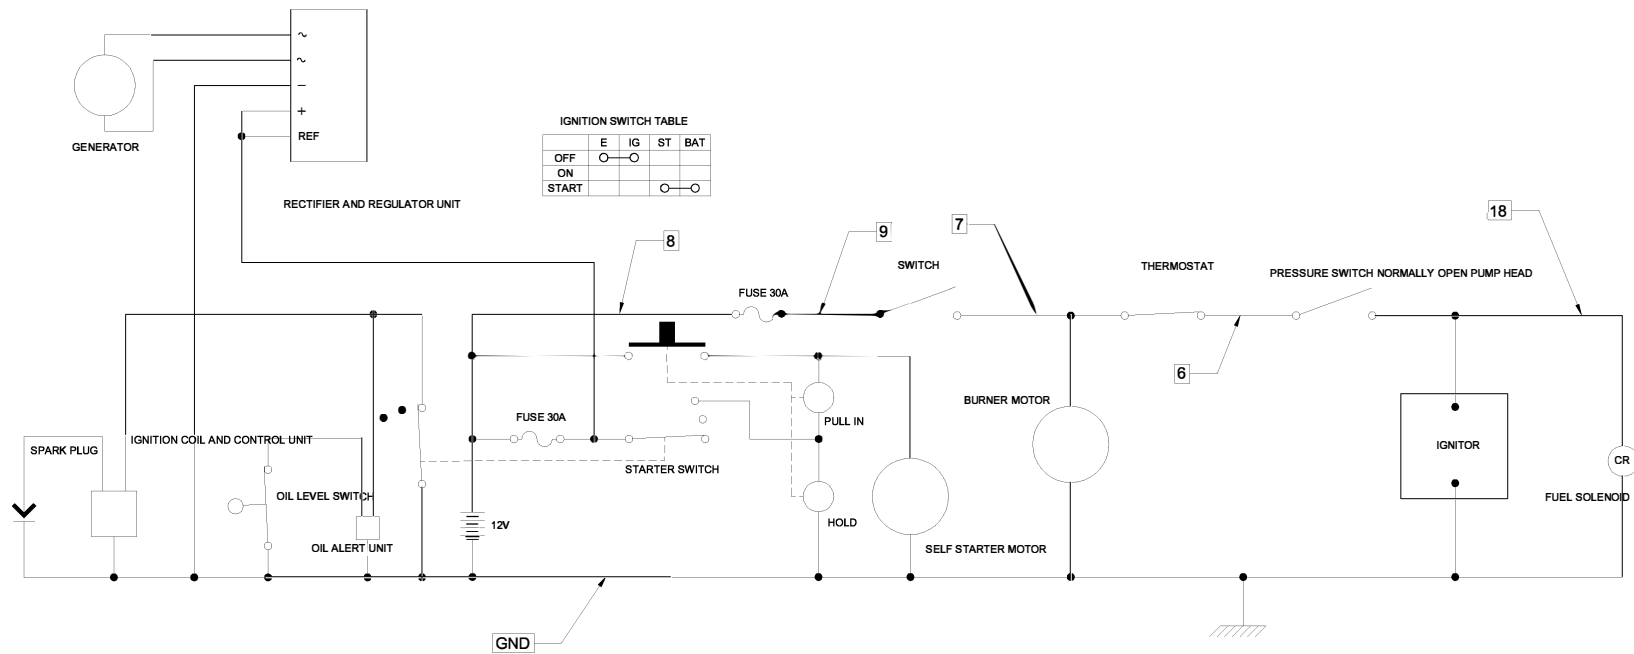 ~
~
−
+
REF
GENERATOR
RECTIFIER AND REGULATOR UNIT
IGNITION SWITCH TABLE
E IG ST BAT
OFF
ON
START
8
9
7
18
SWITCH
THERMOSTAT
PRESSURE SWITCH NORMALLY OPEN PUMP HEAD
FUSE 30A
6
BURNER MOTOR
PULL IN
FUSE 30A
IGNITION COIL AND CONTROL UNIT
SPARK PLUG
STARTER SWITCH
IGNITOR
CR
OIL LEVEL SWITCH
FUEL SOLENOID
12V
HOLD
OIL ALERT UNIT
SELF STARTER MOTOR
GND